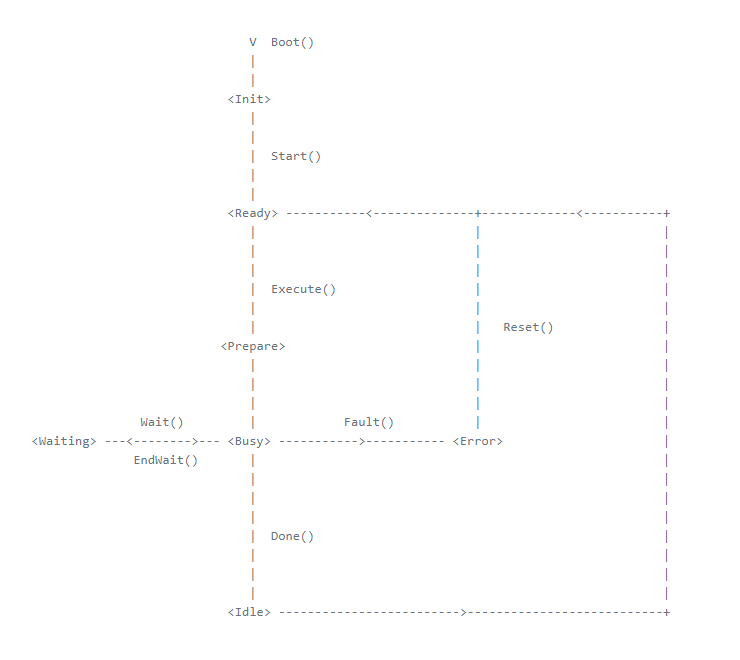 V Boot()
|
|
<Init>
|
|
| Start()
|
|
<Ready> -----------<--------------+-------------<-----------+
| | |
| | |
| | |
| Execute() | |
| | |
| | Reset() |
<Prepare> | |
| | |
| | |
| | |
Wait() | Fault() | |
<Waiting> ---<-------->--- <Busy> ----------->----------- <Error> |
EndWait() | |
| |
| |
| |
| Done() |
| |
| |
| |
<Idle> ------------------------->---------------------------+